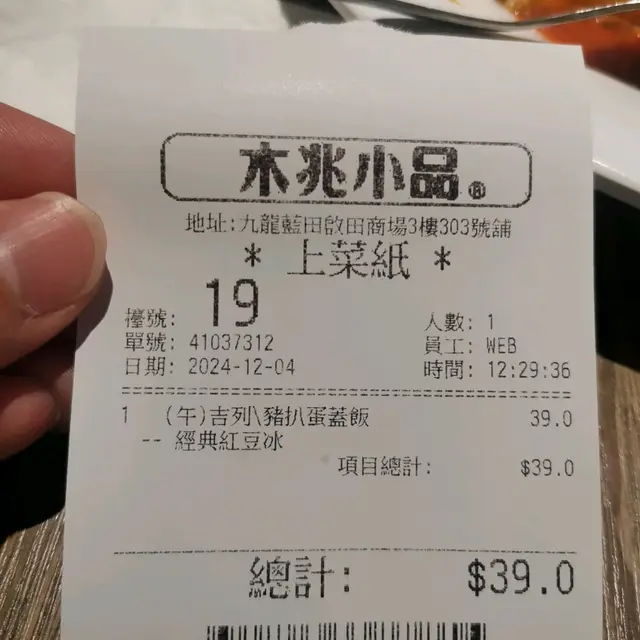 木兆小品®
地址:九龍藍田啟田商場3樓303號舖
* 上菜紙 *
檯號: 19
人數: 1
單號: 41037312
員工: WEB
日期: 2024-12-04
時間: 12:29:36
1 (午)吉列\豬扒蛋蓋飯 39.0
-- 經典紅豆冰
項目總計: $39.0
總計: $39.0